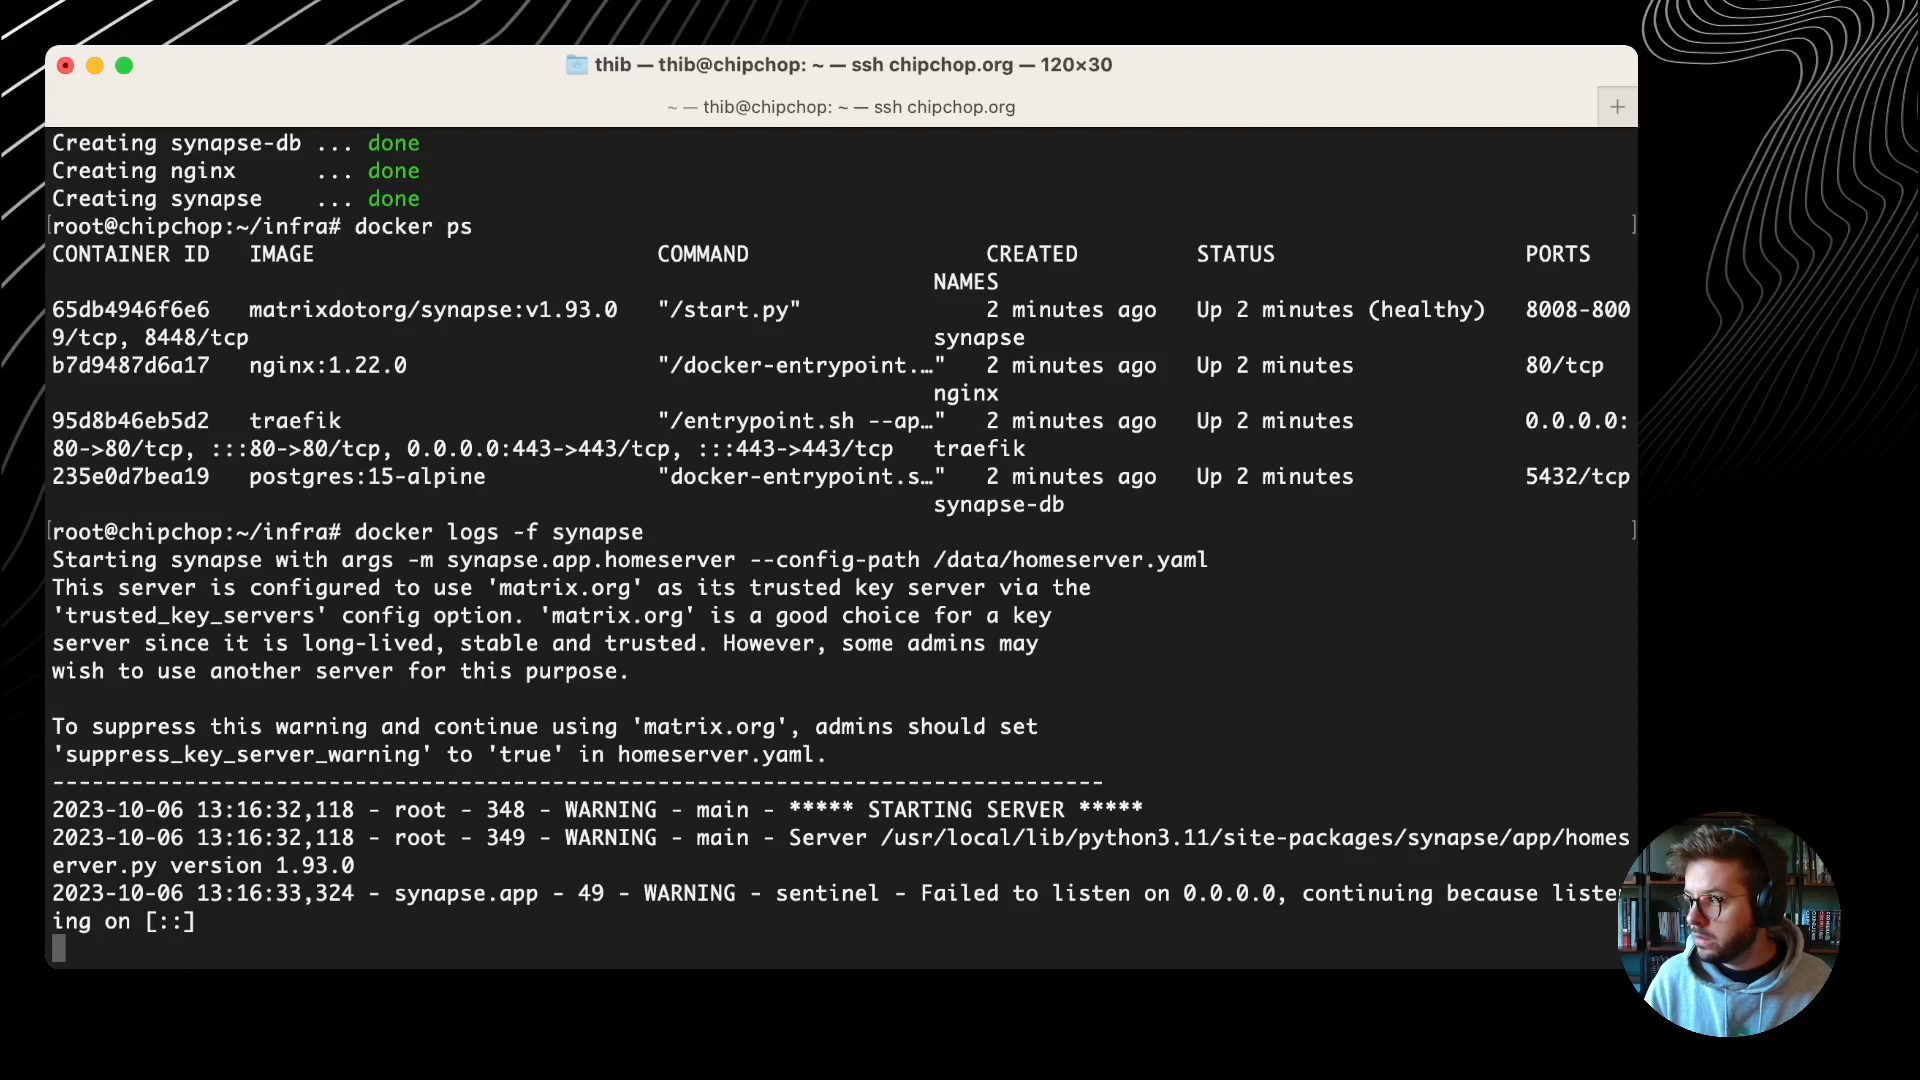 thib — thib@chipchop: ~ — ssh chipchop.org — 120×30
~ — thib@chipchop: ~ — ssh chipchop.org
Creating synapse-db ... done
Creating nginx      ... done
Creating synapse    ... done
[root@chipchop:~/infra# docker ps ]
CONTAINER ID   IMAGE                          COMMAND                  CREATED         STATUS                   PORTS
                                                                   NAMES
65db4946f6e6   matrixdotorg/synapse:v1.93.0   "/start.py"              2 minutes ago   Up 2 minutes (healthy)   8008-800
9/tcp, 8448/tcp                                                    synapse
b7d9487d6a17   nginx:1.22.0                   "/docker-entrypoint.…"   2 minutes ago   Up 2 minutes             80/tcp
                                                                   nginx
95d8b46eb5d2   traefik                        "/entrypoint.sh --ap…"   2 minutes ago   Up 2 minutes             0.0.0.0:
80->80/tcp, :::80->80/tcp, 0.0.0.0:443->443/tcp, :::443->443/tcp   traefik
235e0d7bea19   postgres:15-alpine             "docker-entrypoint.s…"   2 minutes ago   Up 2 minutes             5432/tcp
                                                                   synapse-db
[root@chipchop:~/infra# docker logs -f synapse ]
Starting synapse with args -m synapse.app.homeserver --config-path /data/homeserver.yaml
This server is configured to use 'matrix.org' as its trusted key server via the
'trusted_key_servers' config option. 'matrix.org' is a good choice for a key
server since it is long-lived, stable and trusted. However, some admins may
wish to use another server for this purpose.
To suppress this warning and continue using 'matrix.org', admins should set
'suppress_key_server_warning' to 'true' in homeserver.yaml.
--------------------------------------------------------------------------------
2023-10-06 13:16:32,118 - root - 348 - WARNING - main - ***** STARTING SERVER *****
2023-10-06 13:16:32,118 - root - 349 - WARNING - main - Server /usr/local/lib/python3.11/site-packages/synapse/app/homes
erver.py version 1.93.0
2023-10-06 13:16:33,324 - synapse.app - 49 - WARNING - sentinel - Failed to listen on 0.0.0.0, continuing because liste
ing on [::]